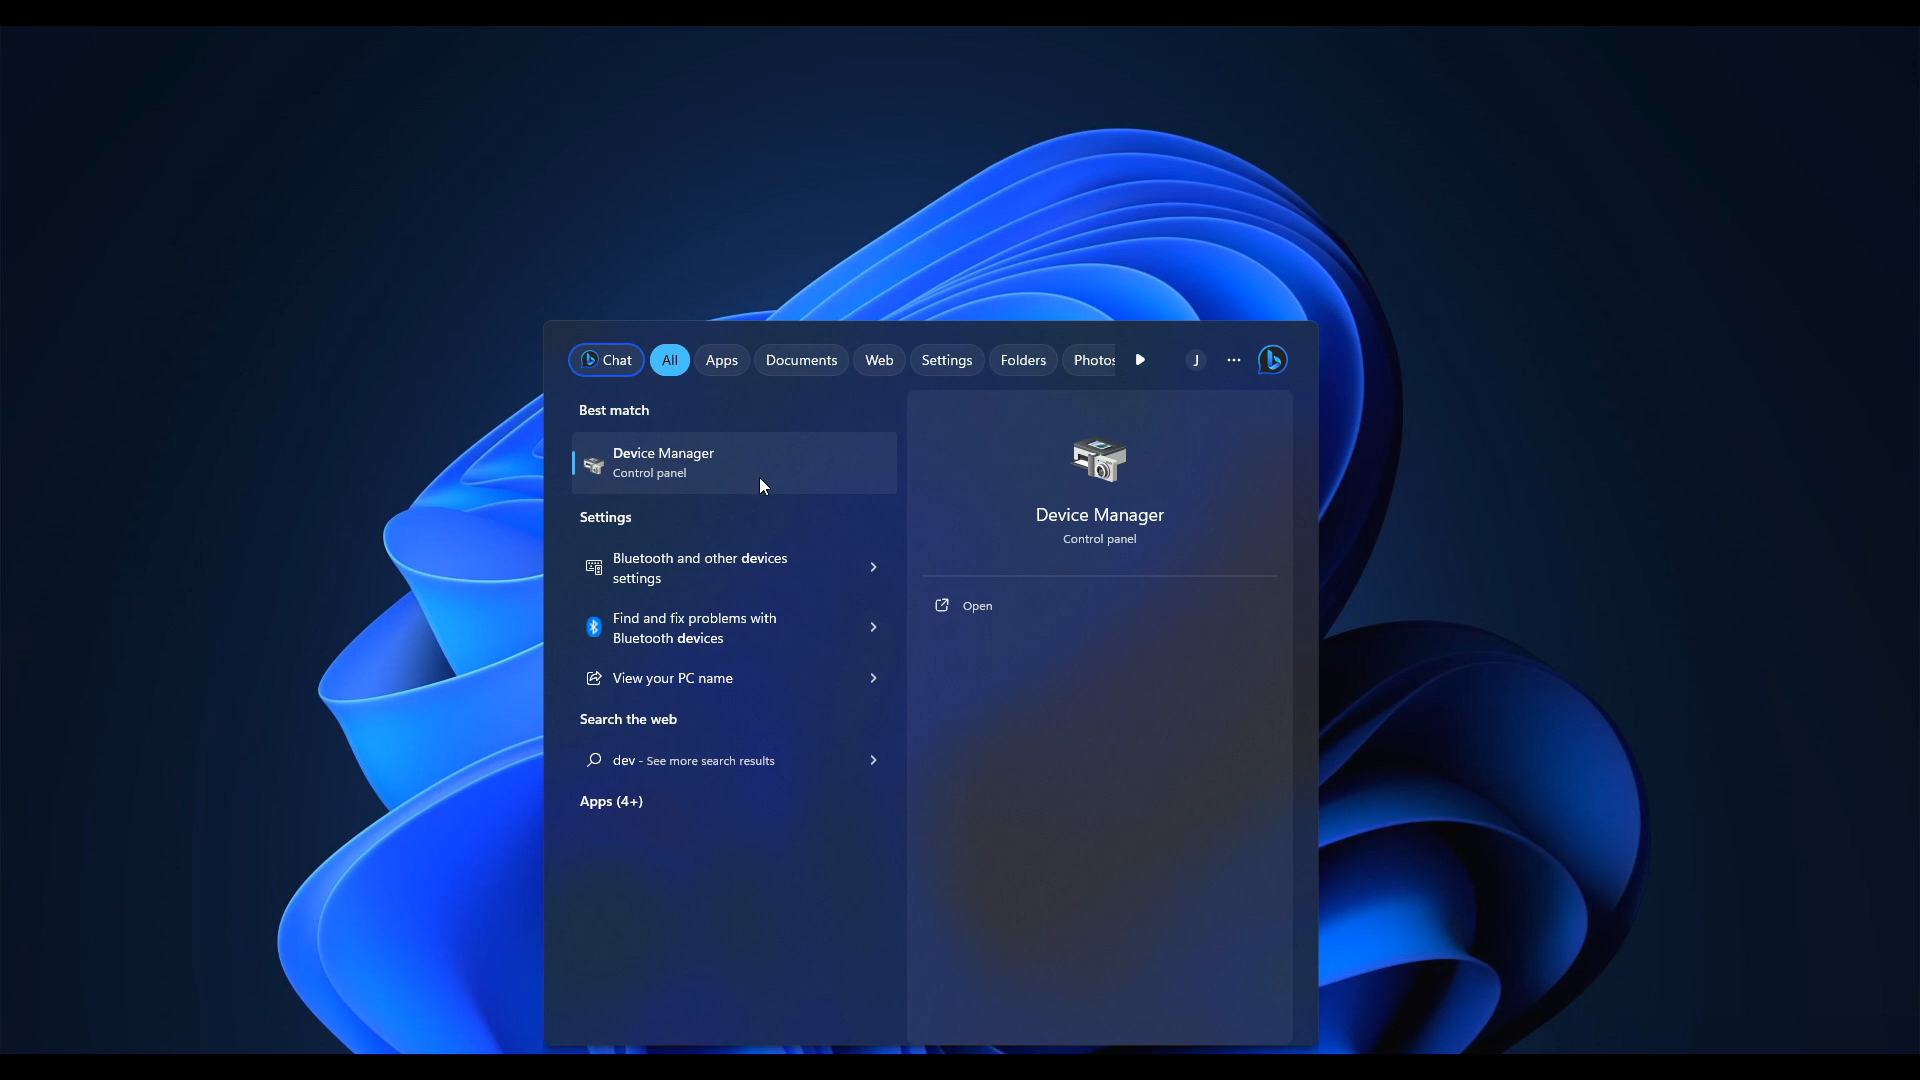 Chat All Apps Documents Web Settings Folders Photos J
Best match
Device Manager
Control panel
Settings
Bluetooth and other devices
settings
Find and fix problems with
Bluetooth devices
View your PC name
Search the web
dev - See more search results
Apps (4+)
Device Manager
Control panel
Open